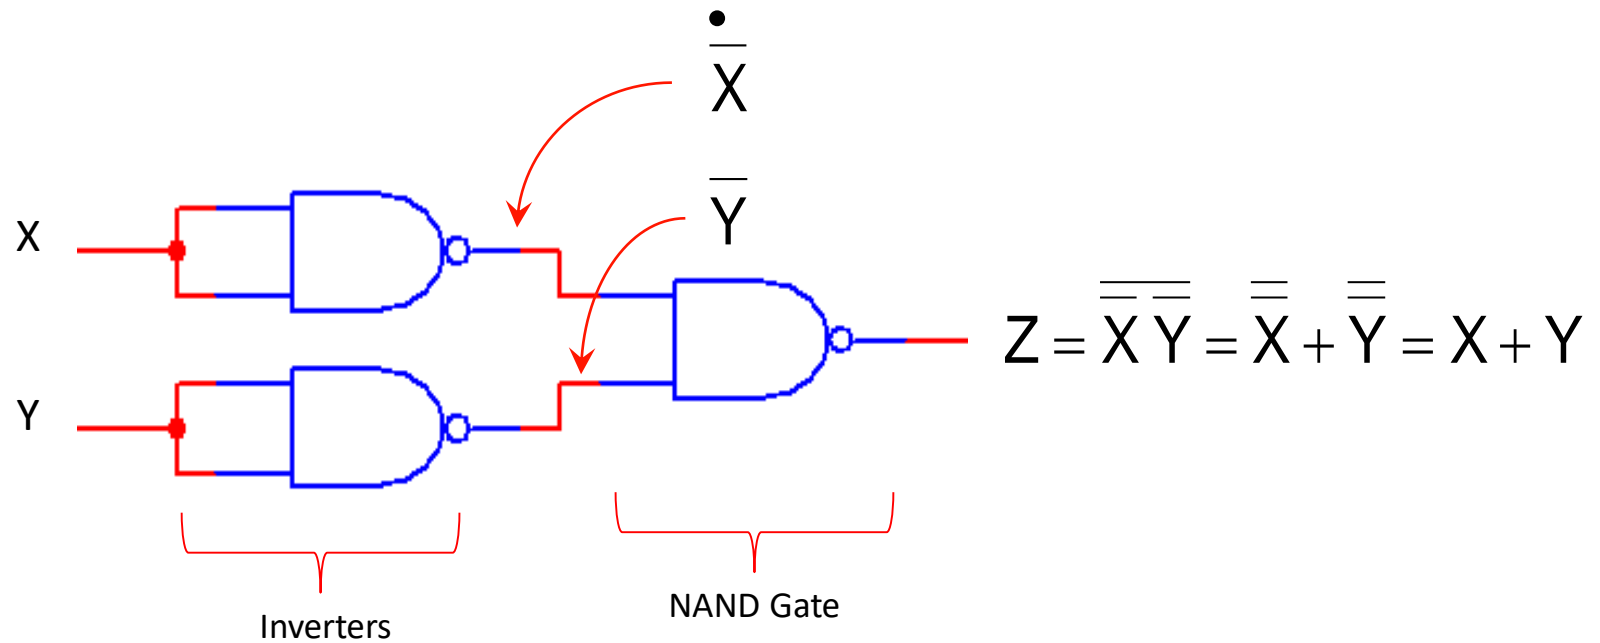 •
X̅
Y̅
X
Y
Z = X̿ Y̿ = X̿ + Y̿ = X + Y
Inverters
NAND Gate